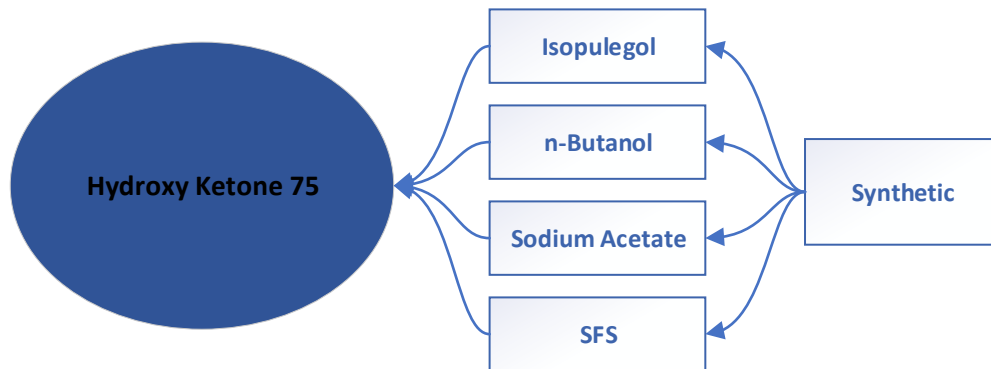 Isopulegol
n-Butanol
Hydroxy Ketone 75
Synthetic
Sodium Acetate
SFS